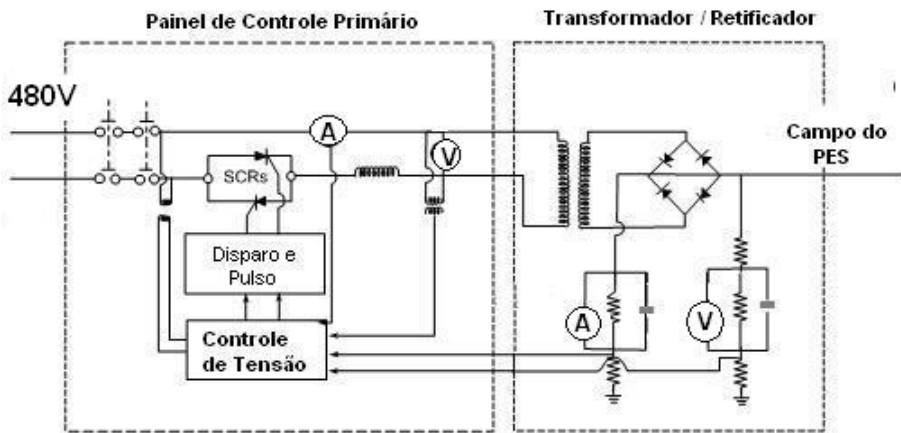 Painel de Controle Primário
Transformador / Retificador
480V
A
V
SCRs
Campo do
PES
Disparo e
Pulso
Controle
de Tensão
A
V